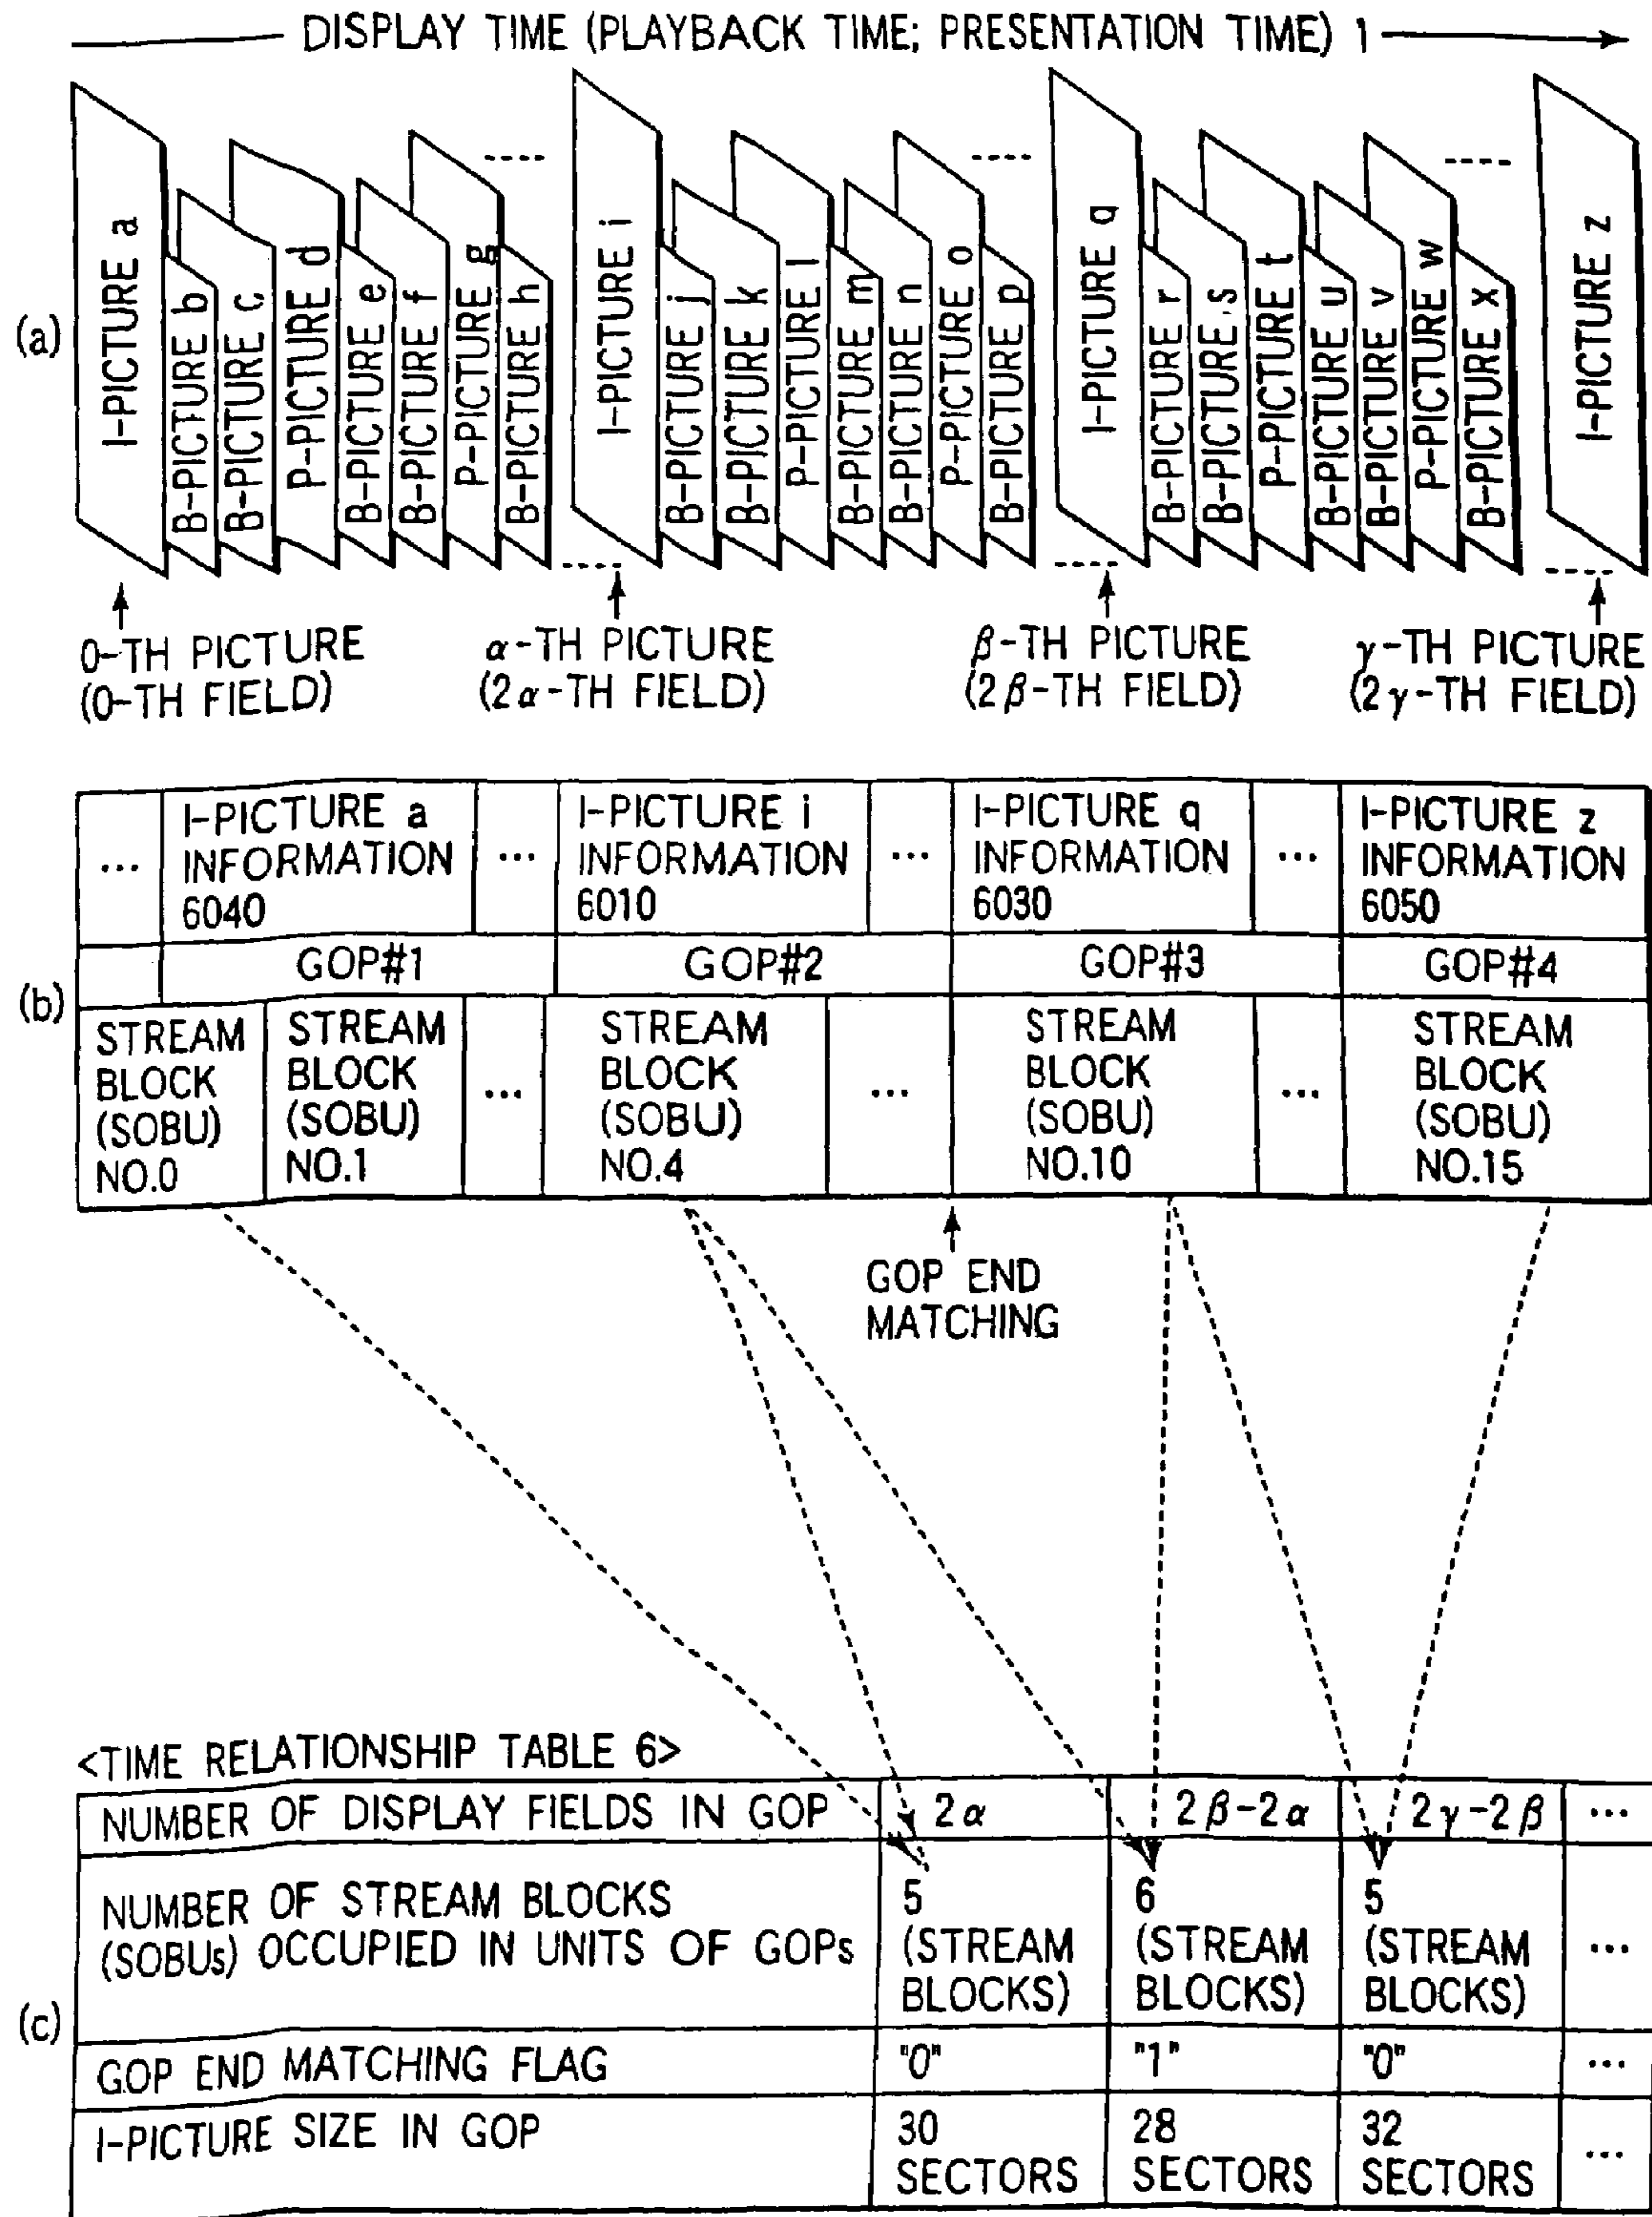 DISPLAY TIME (PLAYBACK TIME; PRESENTATION TIME) 1
(a)
I-PICTURE a
B-PICTURE b
B-PICTURE c
P-PICTURE d
B-PICTURE e
B-PICTURE f
P-PICTURE g
B-PICTURE h
I-PICTURE i
B-PICTURE j
B-PICTURE k
P-PICTURE l
B-PICTURE m
B-PICTURE n
P-PICTURE o
B-PICTURE p
I-PICTURE q
B-PICTURE r
B-PICTURE s
P-PICTURE t
B-PICTURE u
B-PICTURE v
P-PICTURE w
B-PICTURE x
I-PICTURE z
0-TH PICTURE
(0-TH FIELD)
α-TH PICTURE
(2α-TH FIELD)
β-TH PICTURE
(2β-TH FIELD)
γ-TH PICTURE
(2γ-TH FIELD)
(b)
...
I-PICTURE a
INFORMATION
6040
...
I-PICTURE i
INFORMATION
6010
...
I-PICTURE q
INFORMATION
6030
...
I-PICTURE z
INFORMATION
6050
GOP#1
GOP#2
GOP#3
GOP#4
STREAM
BLOCK
(SOBU)
NO.0
STREAM
BLOCK
(SOBU)
NO.1
...
STREAM
BLOCK
(SOBU)
NO.4
...
STREAM
BLOCK
(SOBU)
NO.10
...
STREAM
BLOCK
(SOBU)
NO.15
GOP END
MATCHING
<TIME RELATIONSHIP TABLE 6>
(c)
NUMBER OF DISPLAY FIELDS IN GOP
2α
2β-2α
2γ-2β
...
NUMBER OF STREAM BLOCKS
(SOBUs) OCCUPIED IN UNITS OF GOPs
5
(STREAM
BLOCKS)
6
(STREAM
BLOCKS)
5
(STREAM
BLOCKS)
...
GOP END MATCHING FLAG
"0"
"1"
"0"
...
I-PICTURE SIZE IN GOP
30
SECTORS
28
SECTORS
32
SECTORS
...